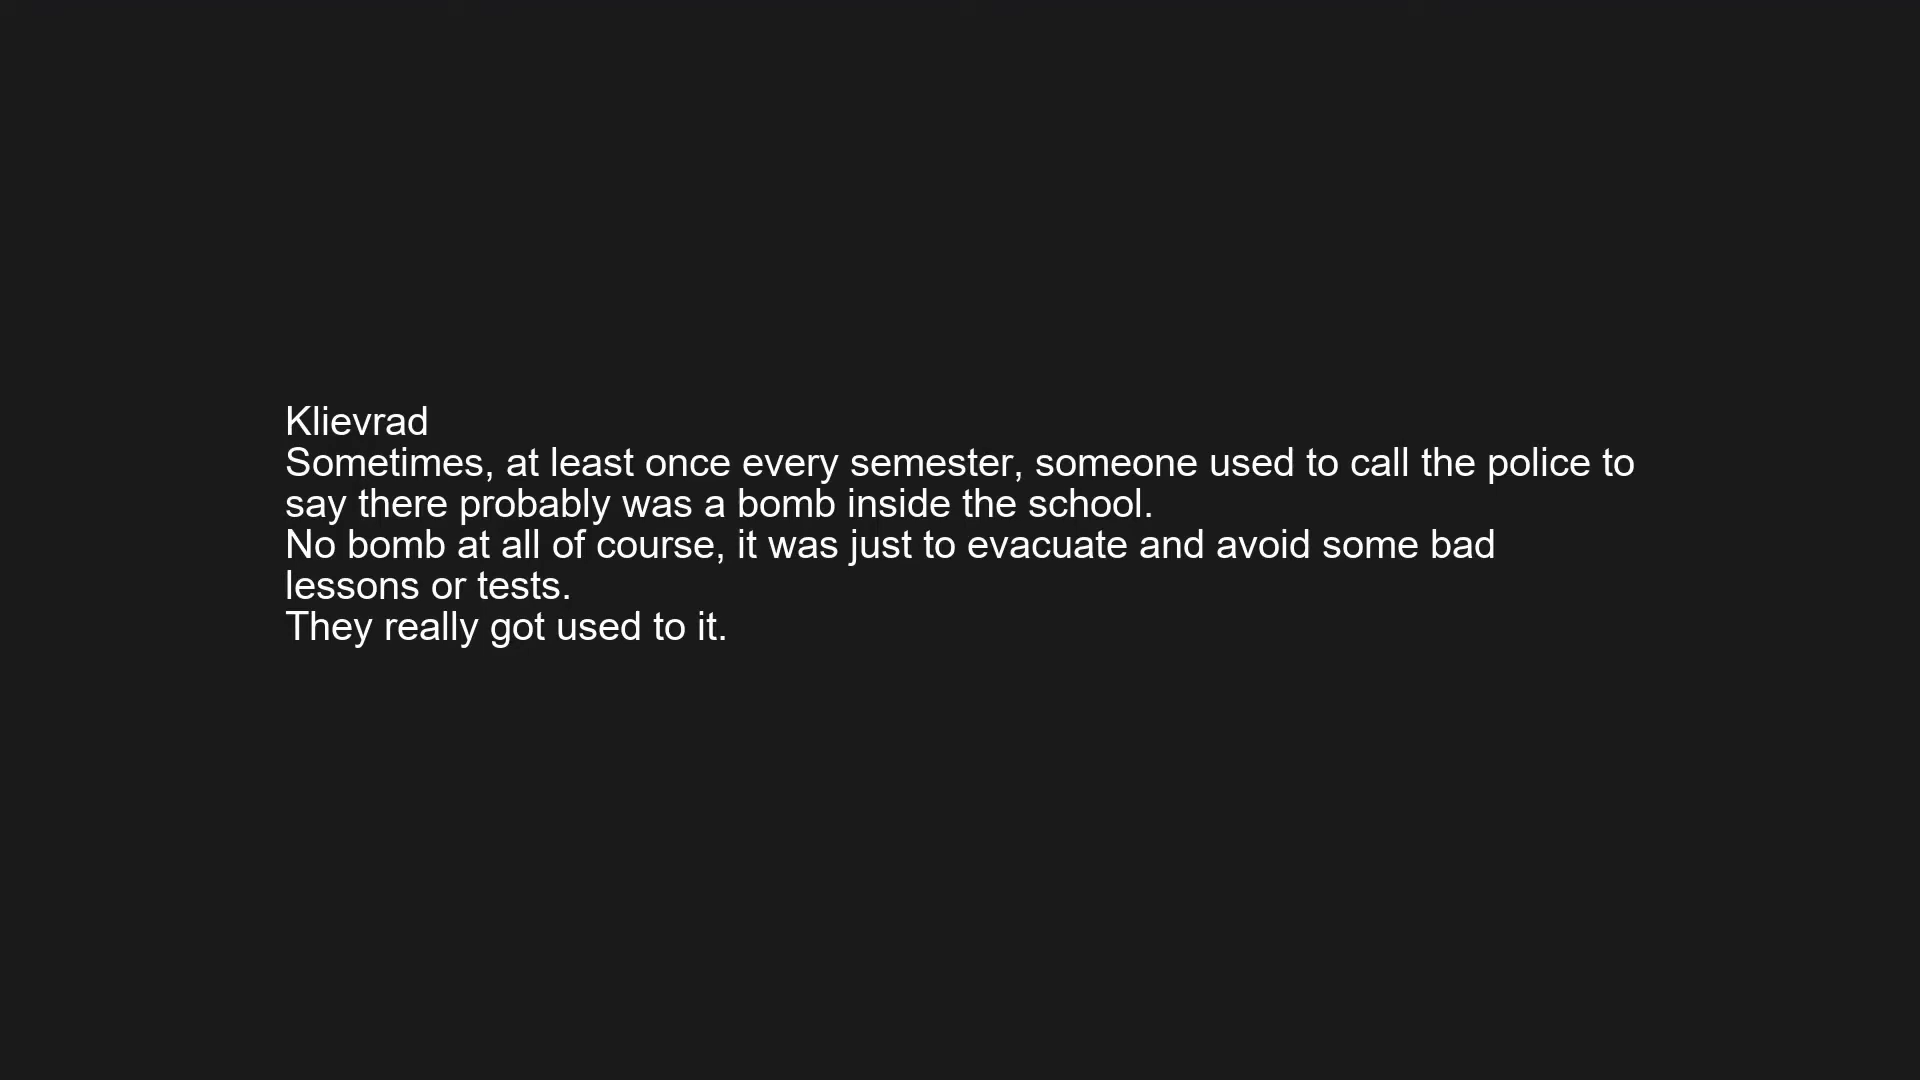 Klievrad
Sometimes, at least once every semester, someone used to call the police to
say there probably was a bomb inside the school.
No bomb at all of course, it was just to evacuate and avoid some bad
lessons or tests.
They really got used to it.